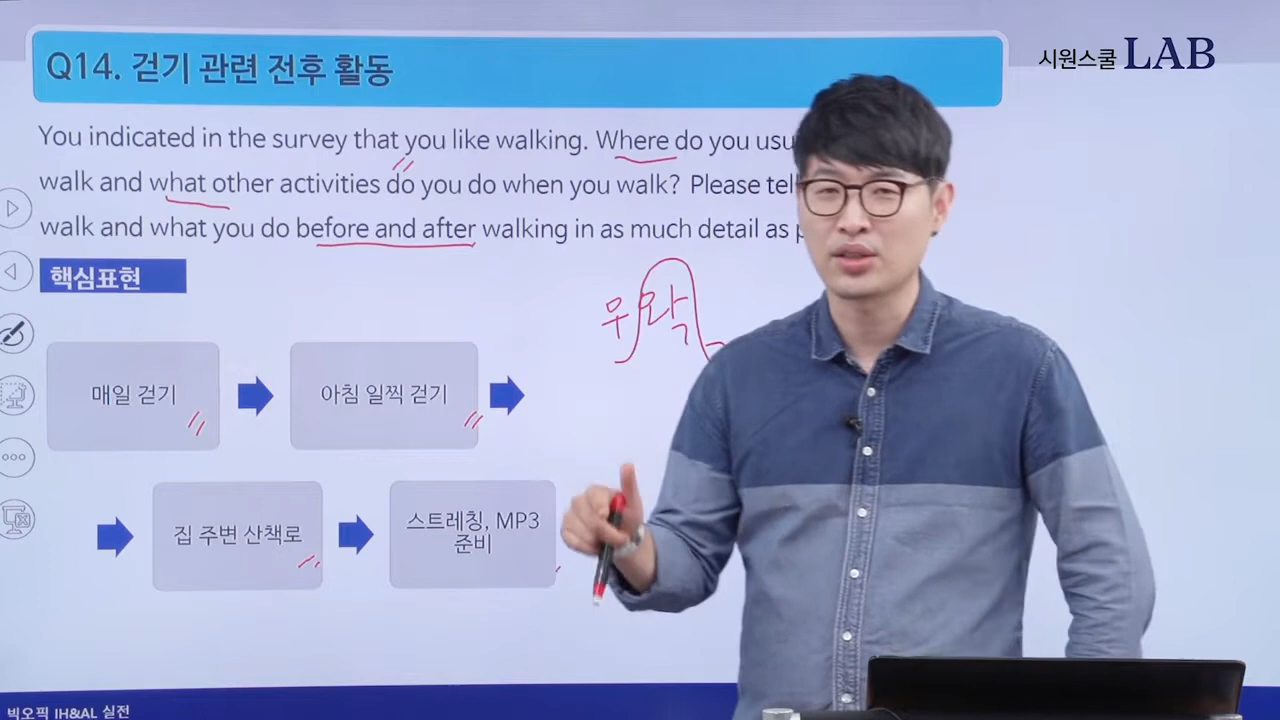 시원스쿨 LAB
Q14. 걷기 관련 전후 활동
You indicated in the survey that you like walking. Where do you usu
walk and what other activities do you do when you walk? Please tell
walk and what you do before and after walking in as much detail as p
핵심표현
우왁
매일 걷기
아침 일찍 걷기
집 주변 산책로
스트레칭, MP3
준비
빅오픽 IH&AL 실전